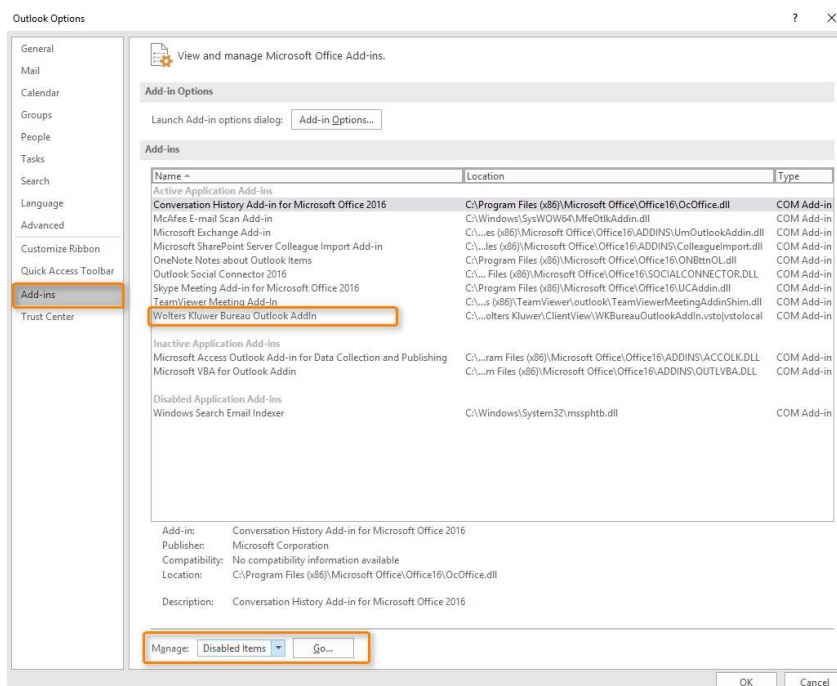 Outlook Options ? X
General
Mail
Calendar
Groups
People
Tasks
Search
Language
Advanced
Customize Ribbon
Quick Access Toolbar
Add-ins
Trust Center
View and manage Microsoft Office Add-ins.
Add-in Options
Launch Add-in options dialog: Add-in Options...
Add-ins
Name Location Type
Active Application Add-ins
Conversation History Add-in for Microsoft Office 2016 C:\Program Files (x86)\Microsoft Office\Office16\OcOffice.dll COM Add-in
McAfee E-mail Scan Add-in C:\Windows\SysWOW64\MfeOtlkAddin.dll COM Add-in
Microsoft Exchange Add-in C:\...es (x86)\Microsoft Office\Office16\ADDINS\UmOutlookAddin.dll COM Add-in
Microsoft SharePoint Server Colleague Import Add-in C:\...les (x86)\Microsoft Office\Office16\ADDINS\ColleagueImport.dll COM Add-in
OneNote Notes about Outlook Items C:\Program Files (x86)\Microsoft Office\Office16\ONBttnOL.dll COM Add-in
Outlook Social Connector 2016 C:\... Files (x86)\Microsoft Office\Office16\SOCIALCONNECTOR.DLL COM Add-in
Skype Meeting Add-in for Microsoft Office 2016 C:\Program Files (x86)\Microsoft Office\Office16\UCAddin.dll COM Add-in
TeamViewer Meeting Add-In C:\...s (x86)\TeamViewer\outlook\TeamViewerMeetingAddinShim.dll COM Add-in
Wolters Kluwer Bureau Outlook AddIn C:\...olters Kluwer\ClientView\WKBureauOutlookAddIn.vsto|vstolocal COM Add-in
Inactive Application Add-ins
Microsoft Access Outlook Add-in for Data Collection and Publishing C:\...ram Files (x86)\Microsoft Office\Office16\ADDINS\ACCOLK.DLL COM Add-in
Microsoft VBA for Outlook Addin C:\...m Files (x86)\Microsoft Office\Office16\ADDINS\OUTLVBA.DLL COM Add-in
Disabled Application Add-ins
Windows Search Email Indexer C:\Windows\System32\mssphtb.dll COM Add-in
Add-in: Conversation History Add-in for Microsoft Office 2016
Publisher: Microsoft Corporation
Compatibility: No compatibility information available
Location: C:\Program Files (x86)\Microsoft Office\Office16\OcOffice.dll
Description: Conversation History Add-in for Microsoft Office 2016
Manage: Disabled Items Go...
OK Cancel